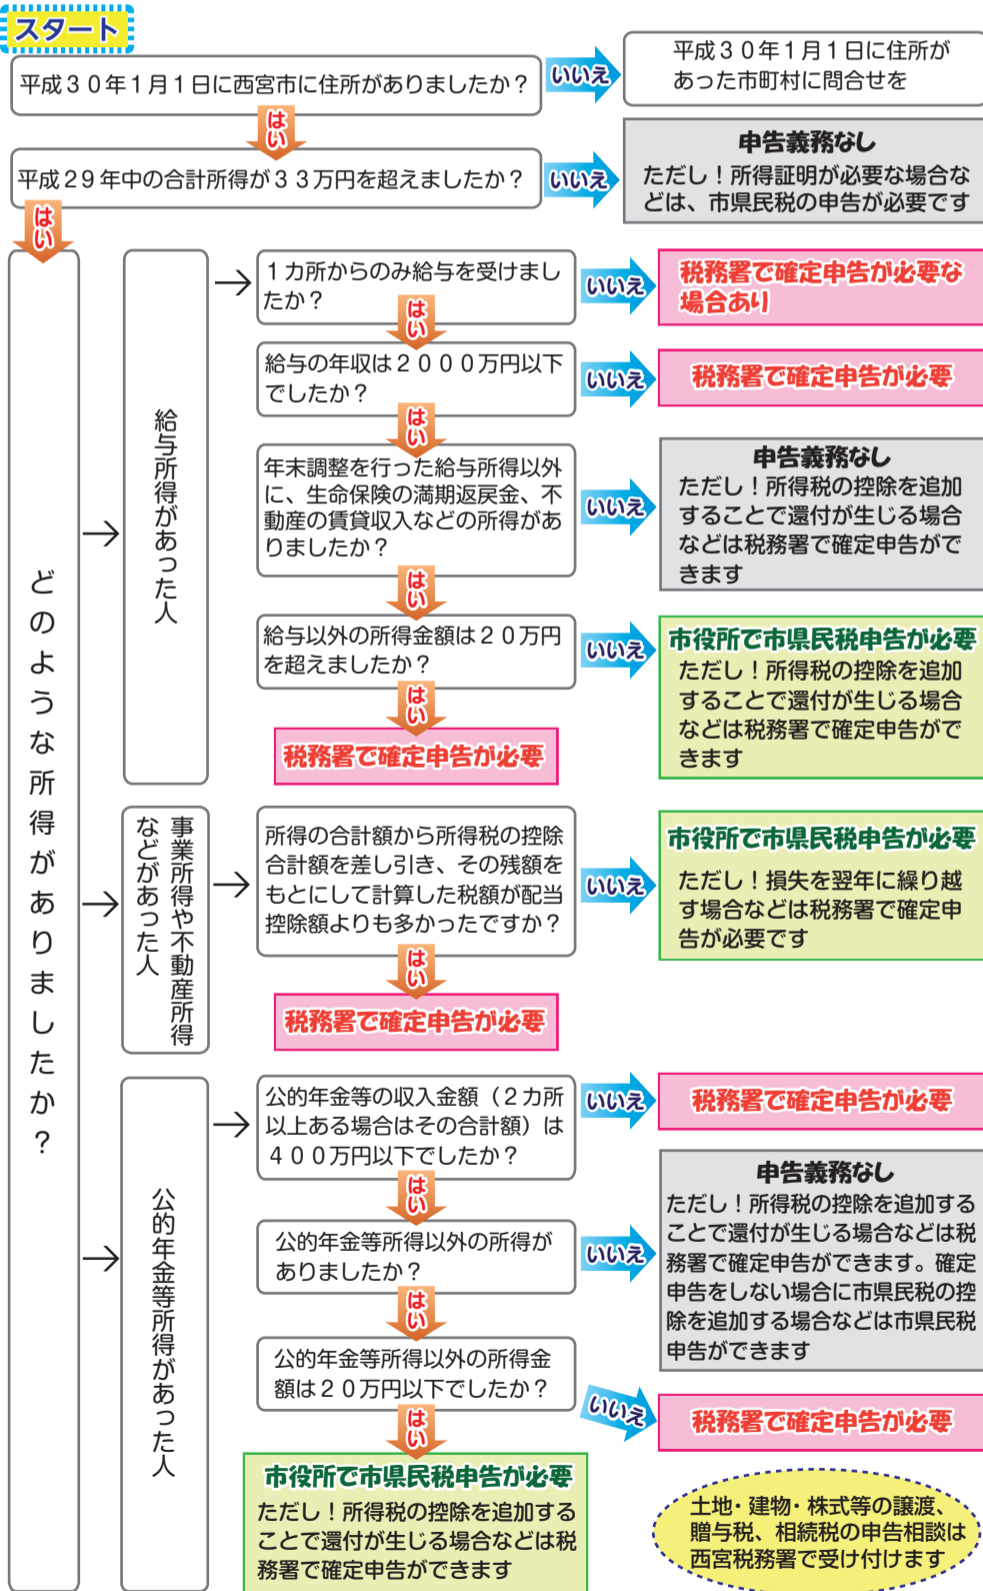 スタート
平成３０年１月１日に西宮市に住所がありましたか？
いいえ
平成３０年１月１日に住所が
あった市町村に問合せを
はい
平成２９年中の合計所得が３３万円を超えましたか？
いいえ
申告義務なし
ただし！所得証明が必要な場合な
どは、市県民税の申告が必要です
はい
どのような所得がありましたか？
給与所得があった人
→
１カ所からのみ給与を受けまし
たか？
いいえ
税務署で確定申告が必要な
場合あり
はい
給与の年収は２０００万円以下
でしたか？
いいえ
税務署で確定申告が必要
はい
年末調整を行った給与所得以外
に、生命保険の満期返戻金、不
動産の賃貸収入などの所得があ
りましたか？
いいえ
申告義務なし
ただし！所得税の控除を追加
することで還付が生じる場合
などは税務署で確定申告がで
きます
はい
給与以外の所得金額は２０万円
を超えましたか？
いいえ
市役所で市県民税申告が必要
ただし！所得税の控除を追加
することで還付が生じる場合
などは税務署で確定申告がで
きます
はい
税務署で確定申告が必要
事業所得や不動産所得
などがあった人
所得の合計額から所得税の控除
合計額を差し引き、その残額を
もとにして計算した税額が配当
控除額よりも多かったですか？
いいえ
市役所で市県民税申告が必要
ただし！損失を翌年に繰り越
す場合などは税務署で確定申
告が必要です
はい
税務署で確定申告が必要
公的年金等所得があった人
公的年金等の収入金額（２カ所
以上ある場合はその合計額）は
４００万円以下でしたか？
いいえ
税務署で確定申告が必要
はい
公的年金等所得以外の所得が
ありましたか？
いいえ
申告義務なし
ただし！所得税の控除を追加する
ことで還付が生じる場合などは税
務署で確定申告ができます。確定
申告をしない場合に市県民税の控
除を追加する場合などは市県民税
申告ができます
はい
公的年金等所得以外の所得金
額は２０万円以下でしたか？
いいえ
税務署で確定申告が必要
はい
市役所で市県民税申告が必要
ただし！所得税の控除を追加する
ことで還付が生じる場合などは税
務署で確定申告ができます
土地・建物・株式等の譲渡、
贈与税、相続税の申告相談は
西宮税務署で受け付けます